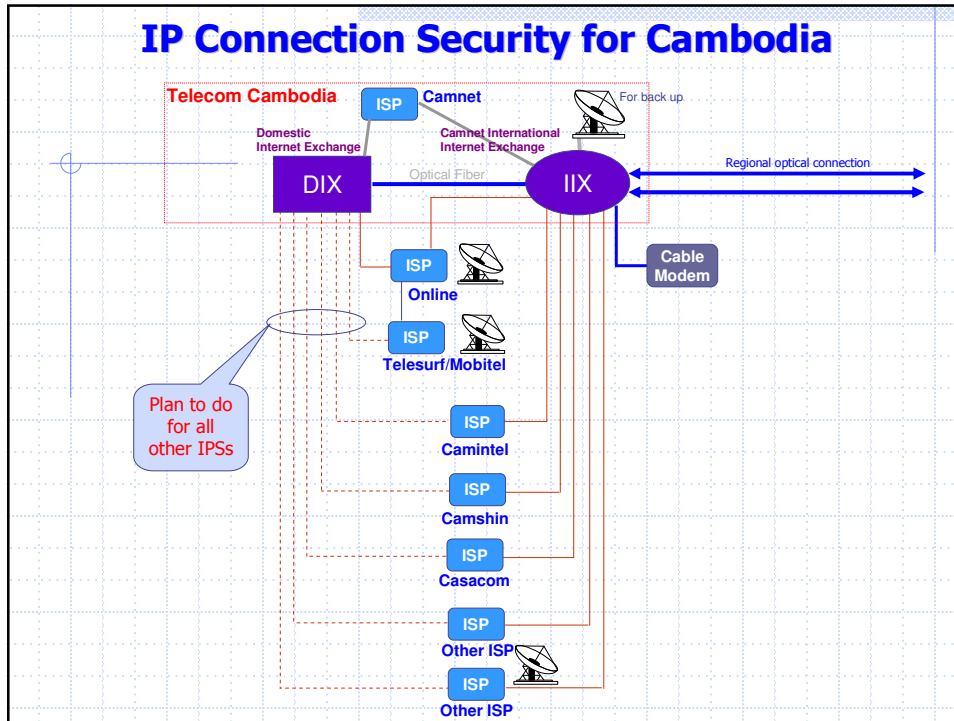 IP Connection Security for Cambodia
Telecom Cambodia
ISP
Camnet
For back up
Domestic
Internet Exchange
Camnet International
Internet Exchange
DIX
Optical Fiber
IIX
Regional optical connection
ISP
Online
Cable
Modem
ISP
Telesurf/Mobitel
Plan to do
for all
other IPSs
ISP
Camintel
ISP
Camshin
ISP
Casacom
ISP
Other ISP
ISP
Other ISP